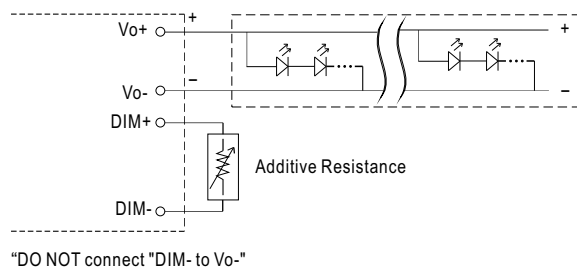 Vo+
+
+
Vo-
–
–
DIM+
Additive Resistance
DIM-
“DO NOT connect "DIM- to Vo-"